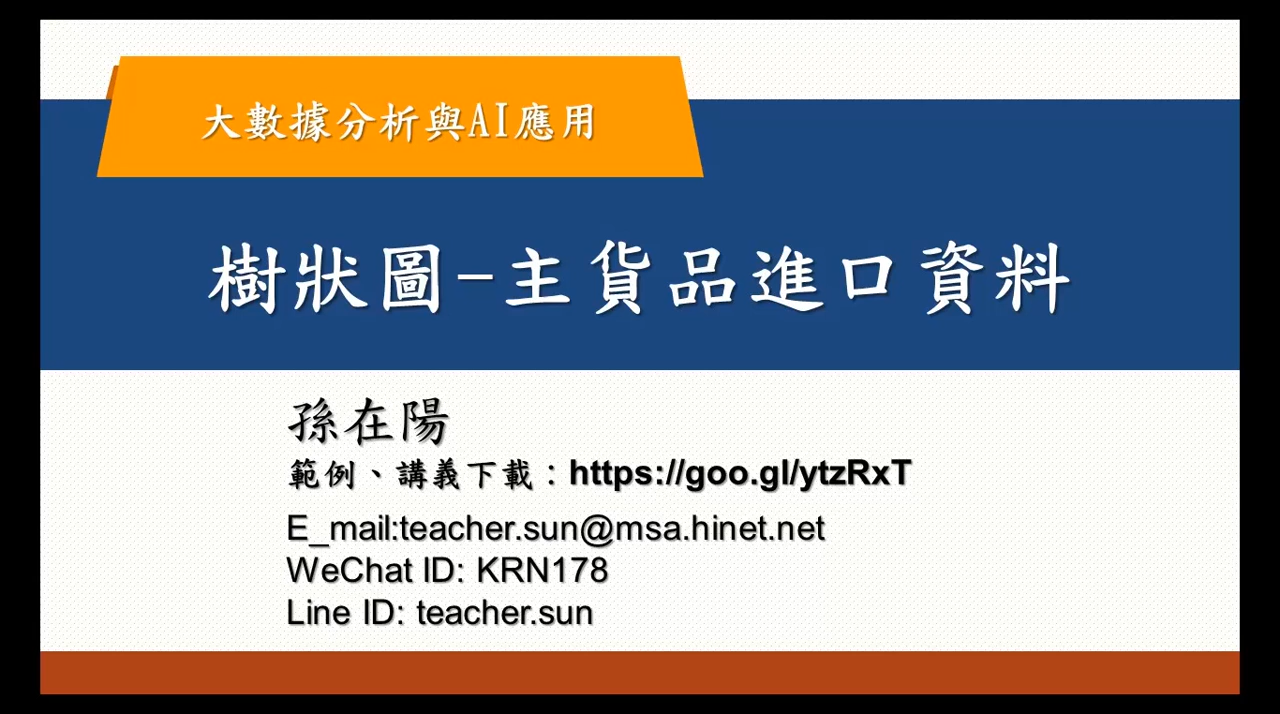 大數據分析與AI應用
樹狀圖-主貨品進口資料
孫在陽
範例、講義下載：https://goo.gl/ytzRxT
E_mail:teacher.sun@msa.hinet.net
WeChat ID: KRN178
Line ID: teacher.sun